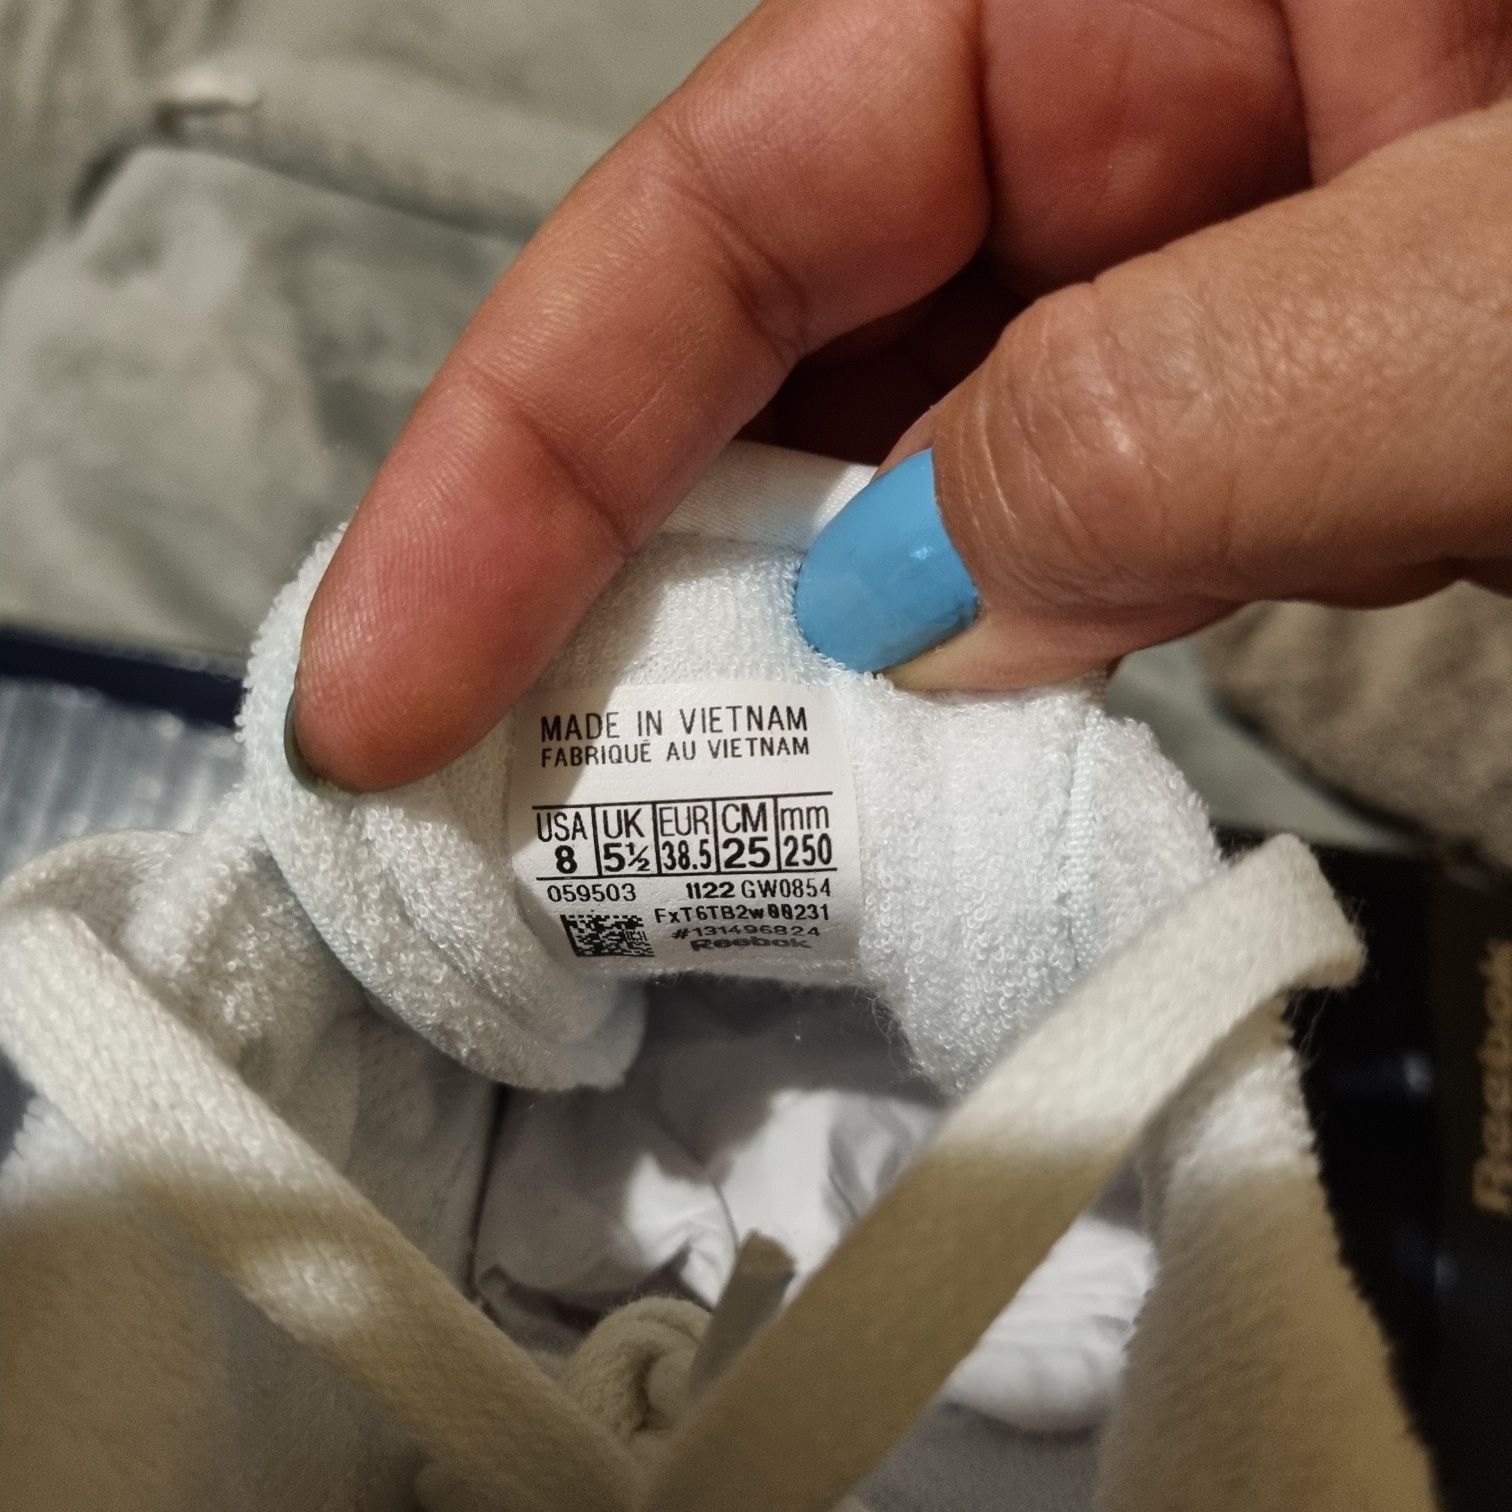 MADE IN VIETNAM
FABRIQUÉ AU VIETNAM
USA UK EUR CM mm
8 5½ 38.5 25 250
059503 1122 GW0854
FxT6TB2w00231
#131496824
Reebok
Reebok